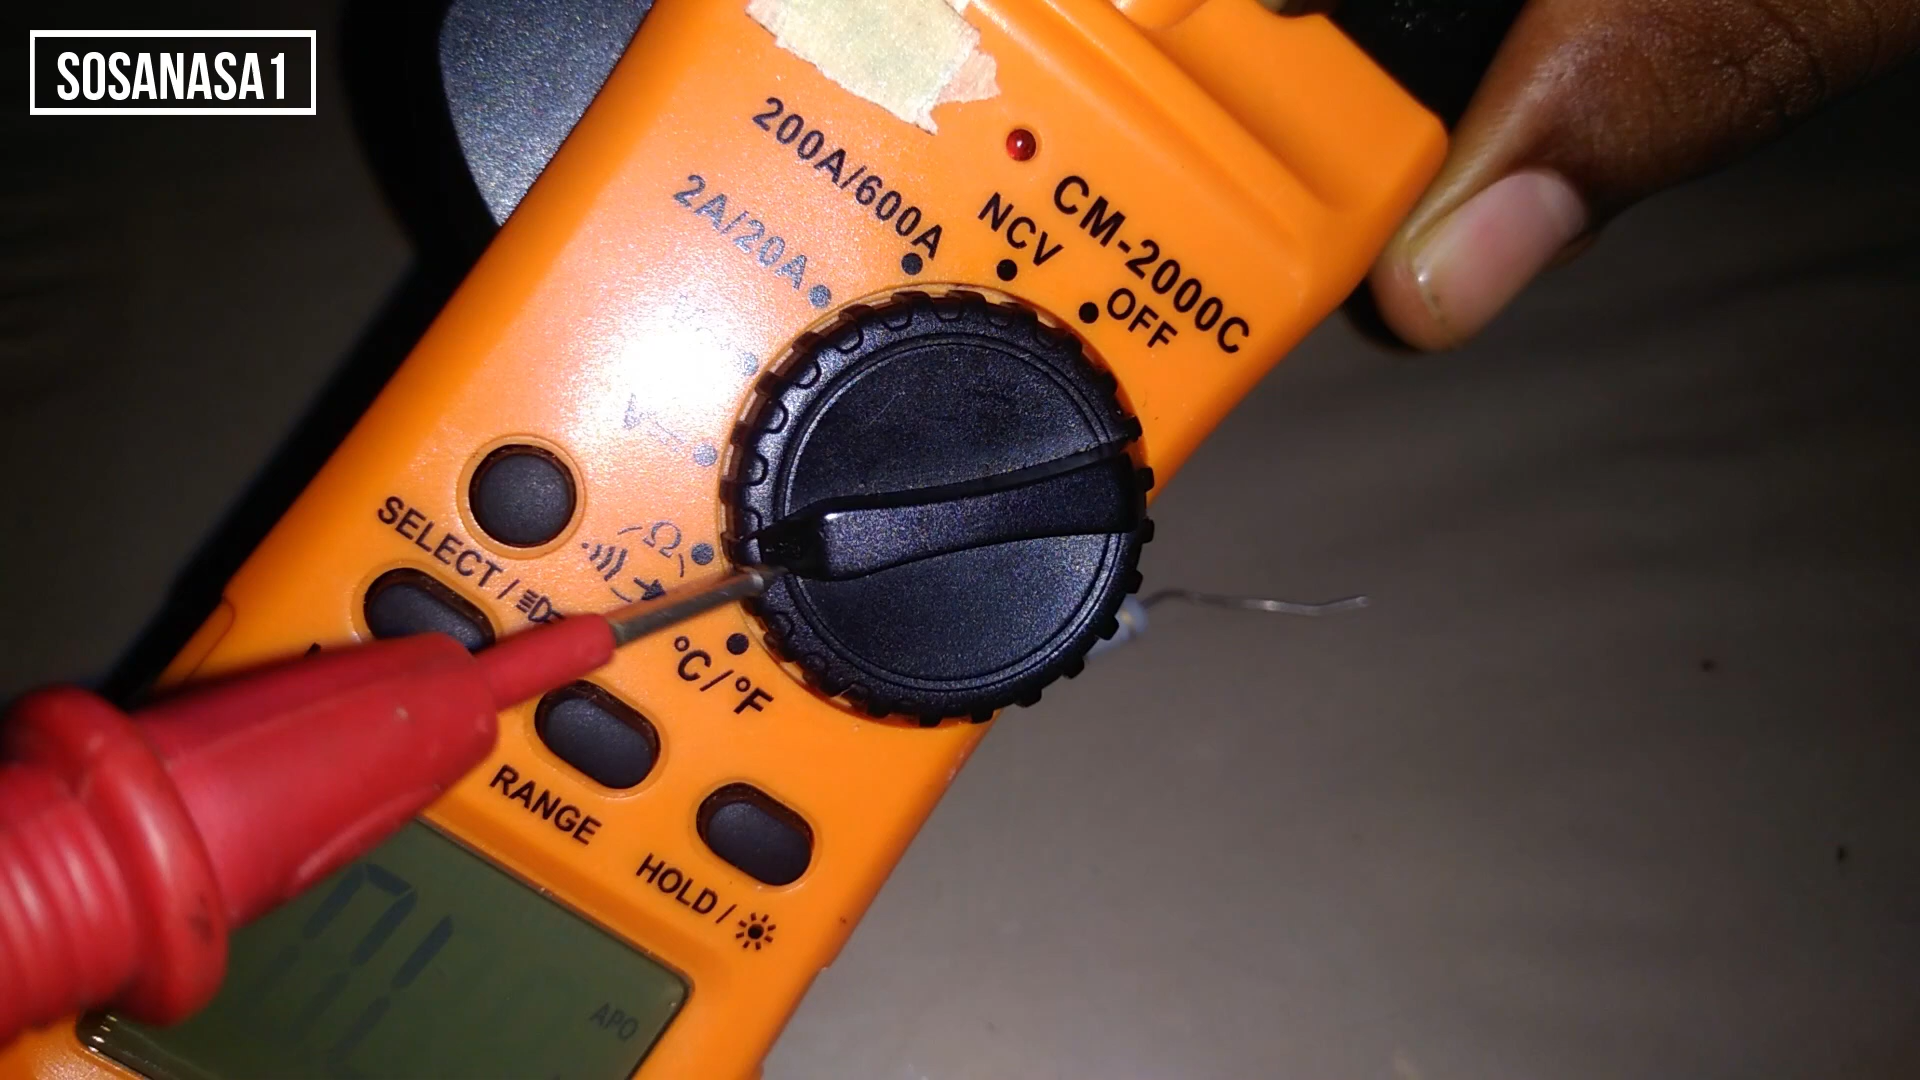 SOSANASA1
CM-2000C
200A/600A
NCV
OFF
2A/20A
V
Ω
SELECT /
°C/°F
RANGE
HOLD /
APO